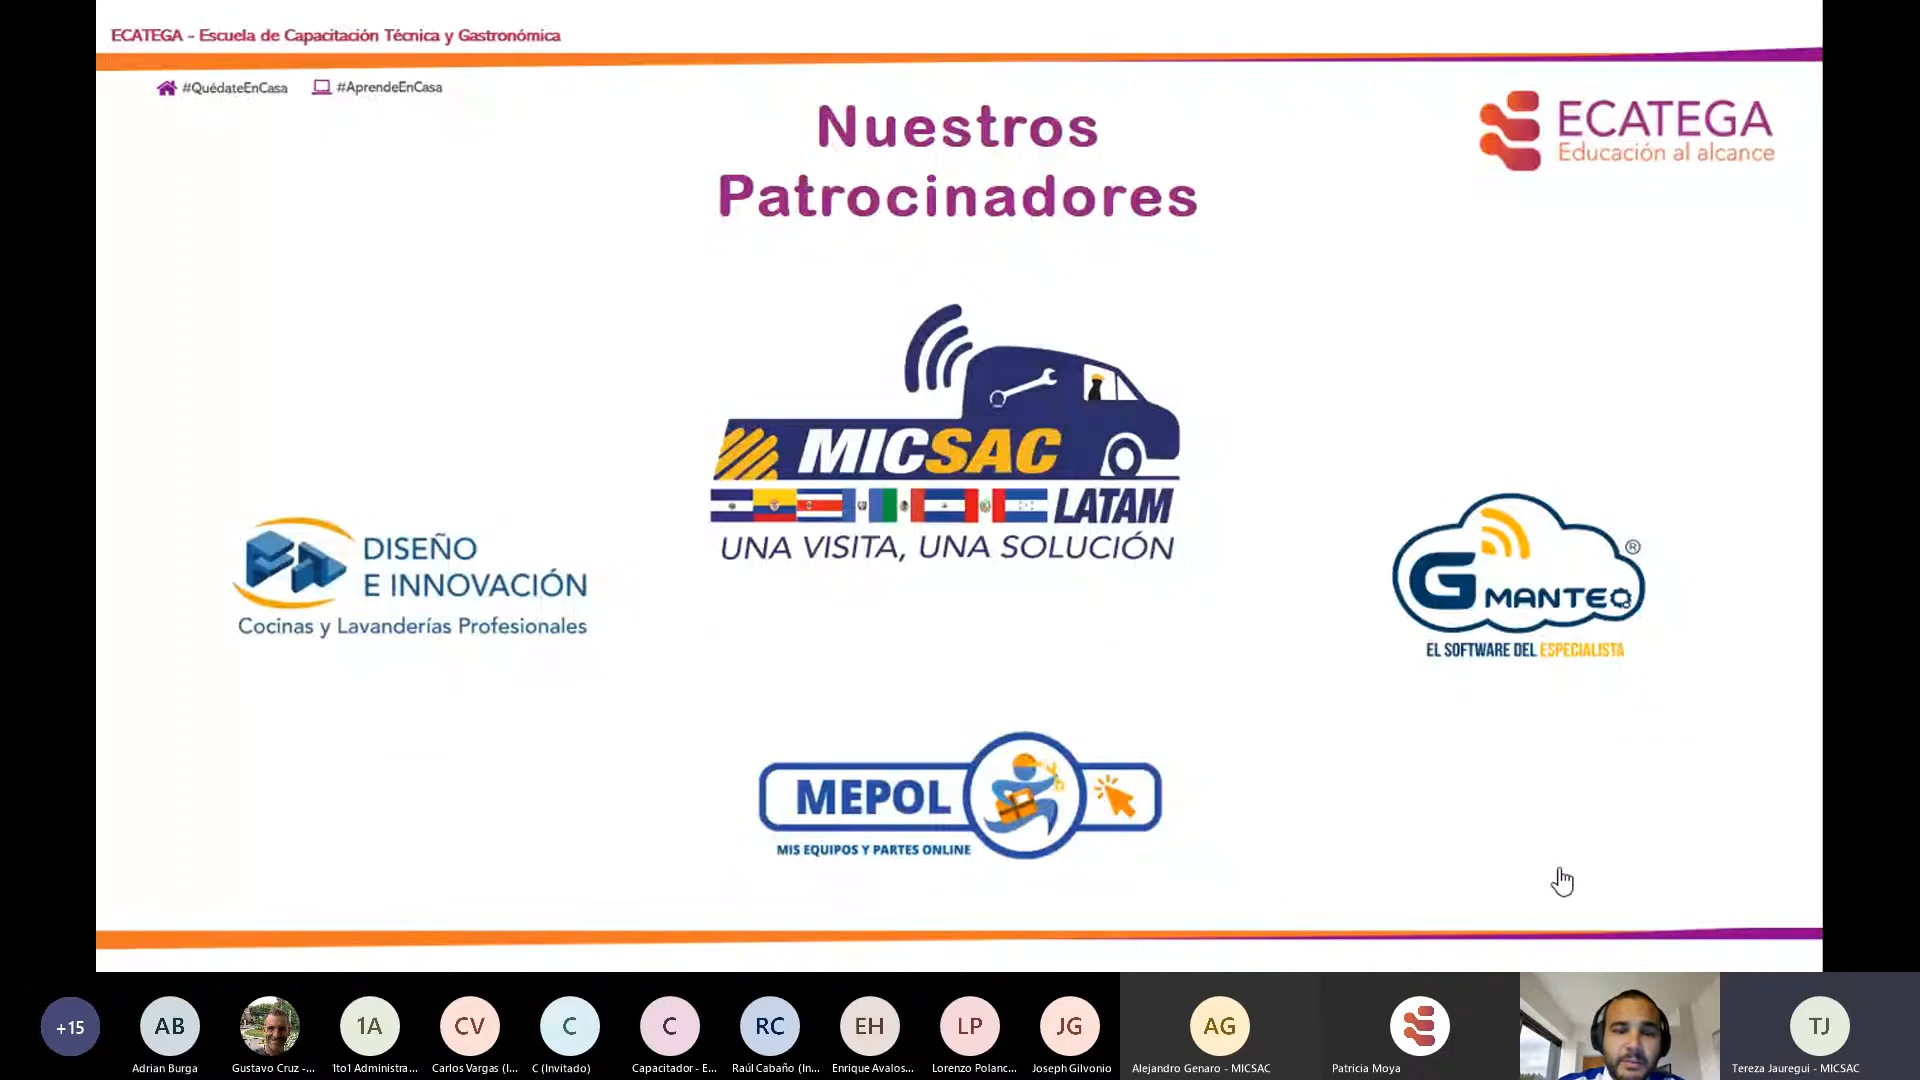 ECATEGA - Escuela de Capacitación Técnica y Gastronómica
#QuédateEnCasa #AprendeEnCasa
Nuestros
Patrocinadores
ECATEGA
Educación al alcance
MICSAC
LATAM
UNA VISITA, UNA SOLUCIÓN
DISEÑO
E INNOVACIÓN
Cocinas y Lavanderías Profesionales
GMANTEQ®
EL SOFTWARE DEL ESPECIALISTA
MEPOL
MIS EQUIPOS Y PARTES ONLINE
+15 AB 1A CV C C RC EH LP JG AG TJ
Adrian Burga Gustavo Cruz -... 1to1 Administra... Carlos Vargas (I... C (Invitado) Capacitador - E... Raúl Cabaño (In... Enrique Avalos... Lorenzo Polanc... Joseph Gilvonio Alejandro Genaro - MICSAC Patricia Moya Tereza Jauregui - MICSAC